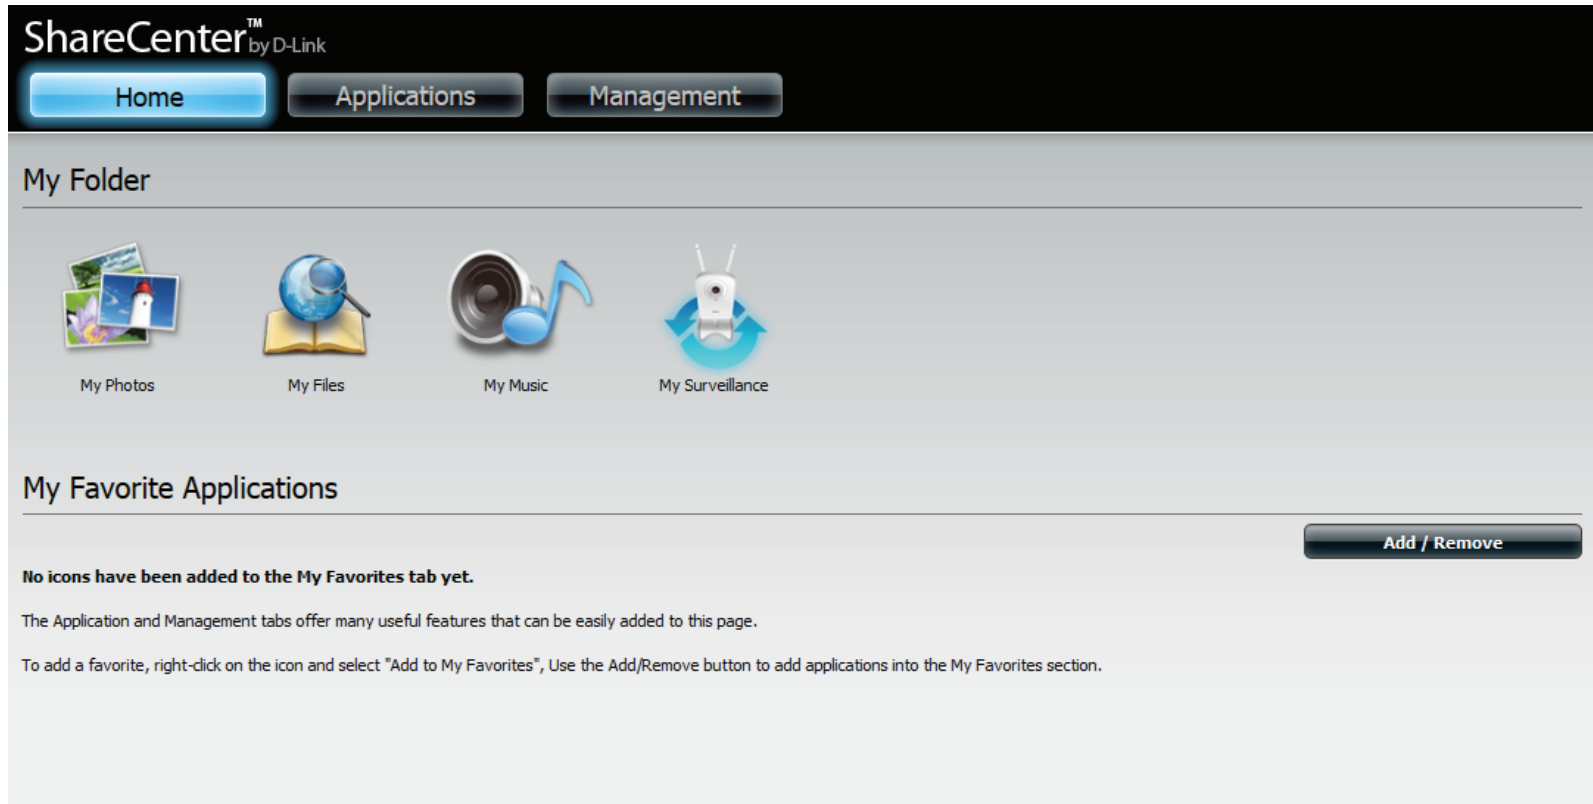 ShareCenter™ by D-Link
Home Applications Management
My Folder
My Photos My Files My Music My Surveillance
My Favorite Applications
Add / Remove
No icons have been added to the My Favorites tab yet.
The Application and Management tabs offer many useful features that can be easily added to this page.
To add a favorite, right-click on the icon and select "Add to My Favorites", Use the Add/Remove button to add applications into the My Favorites section.